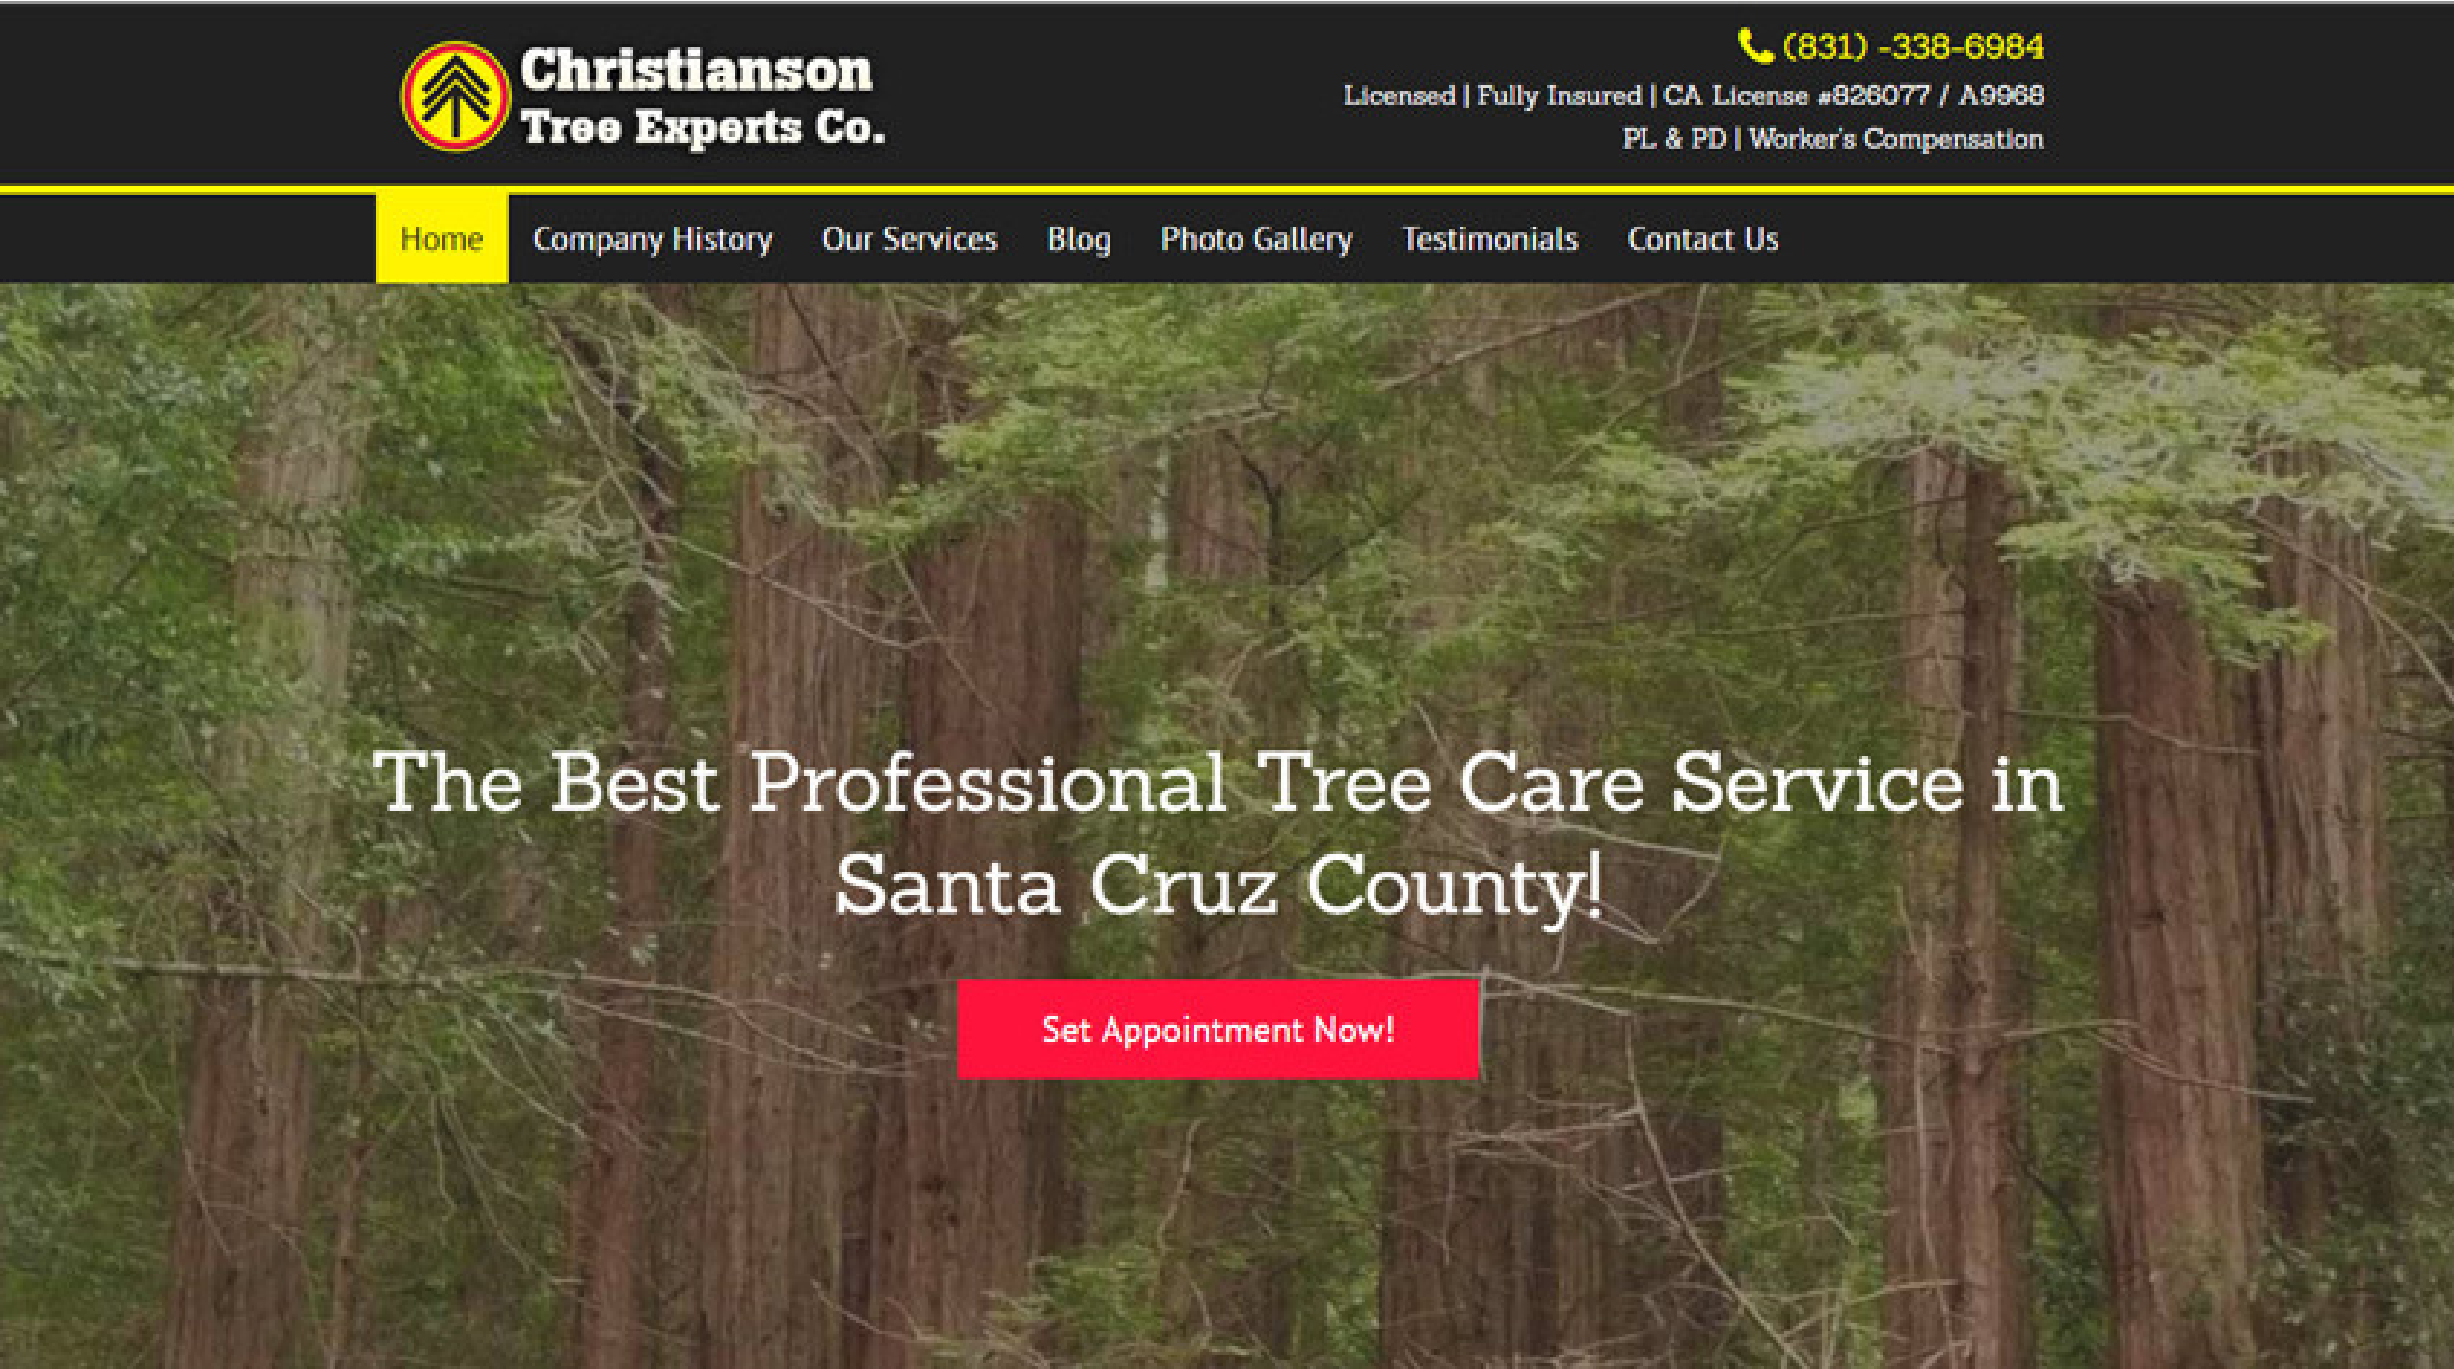 Christianson
Tree Experts Co.
(831) -338-6984
Licensed | Fully Insured | CA License #826077 / A9968
PL & PD | Worker's Compensation
Home Company History Our Services Blog Photo Gallery Testimonials Contact Us
The Best Professional Tree Care Service in
Santa Cruz County!
Set Appointment Now!